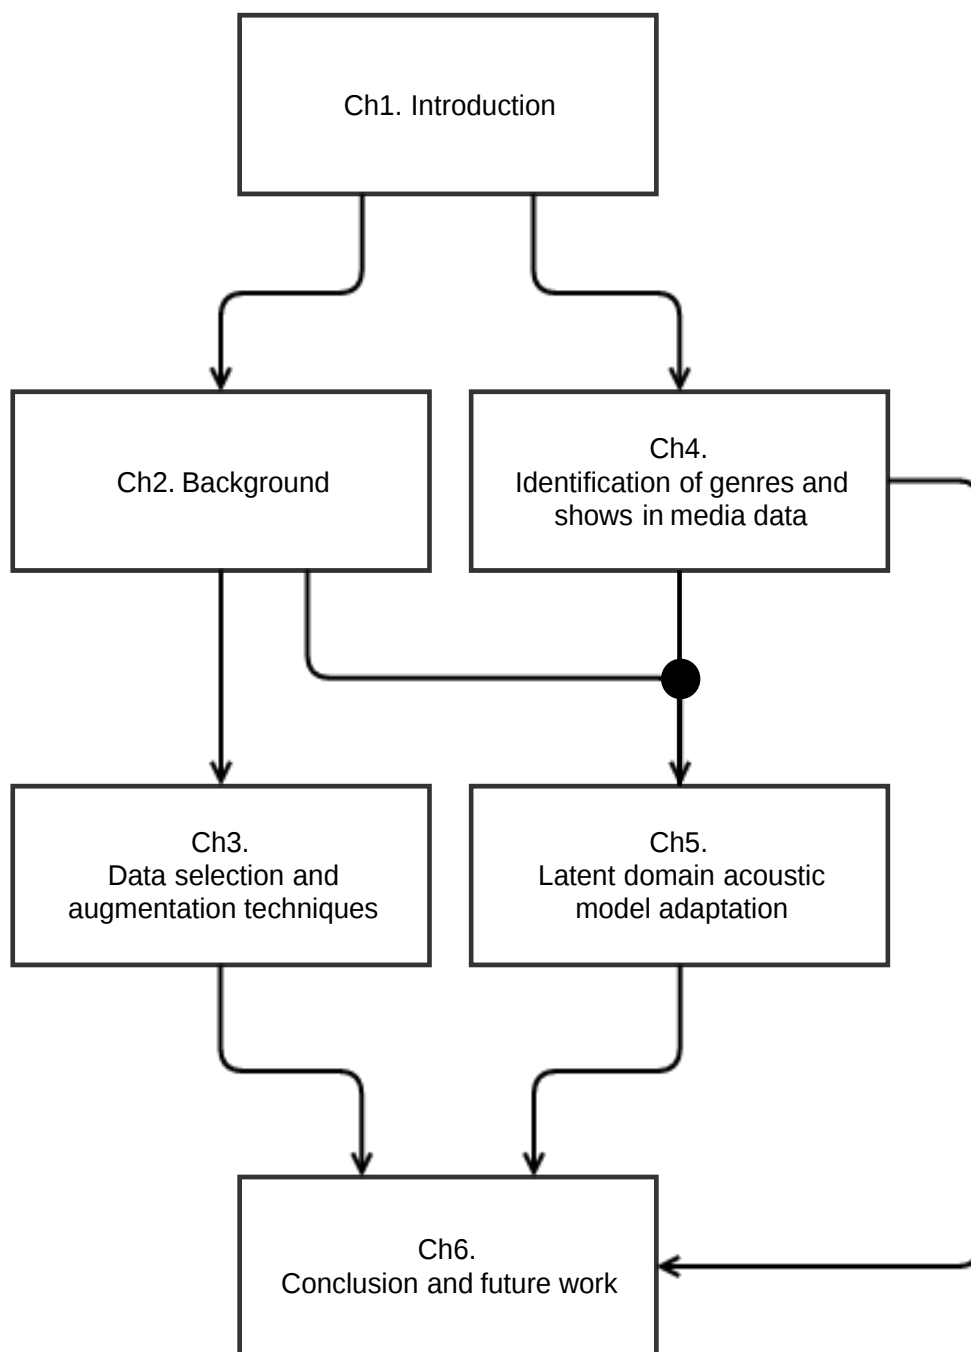 Ch1. Introduction
Ch2. Background
Ch4.
Identification of genres and
shows in media data
Ch3.
Data selection and
augmentation techniques
Ch5.
Latent domain acoustic
model adaptation
Ch6.
Conclusion and future work